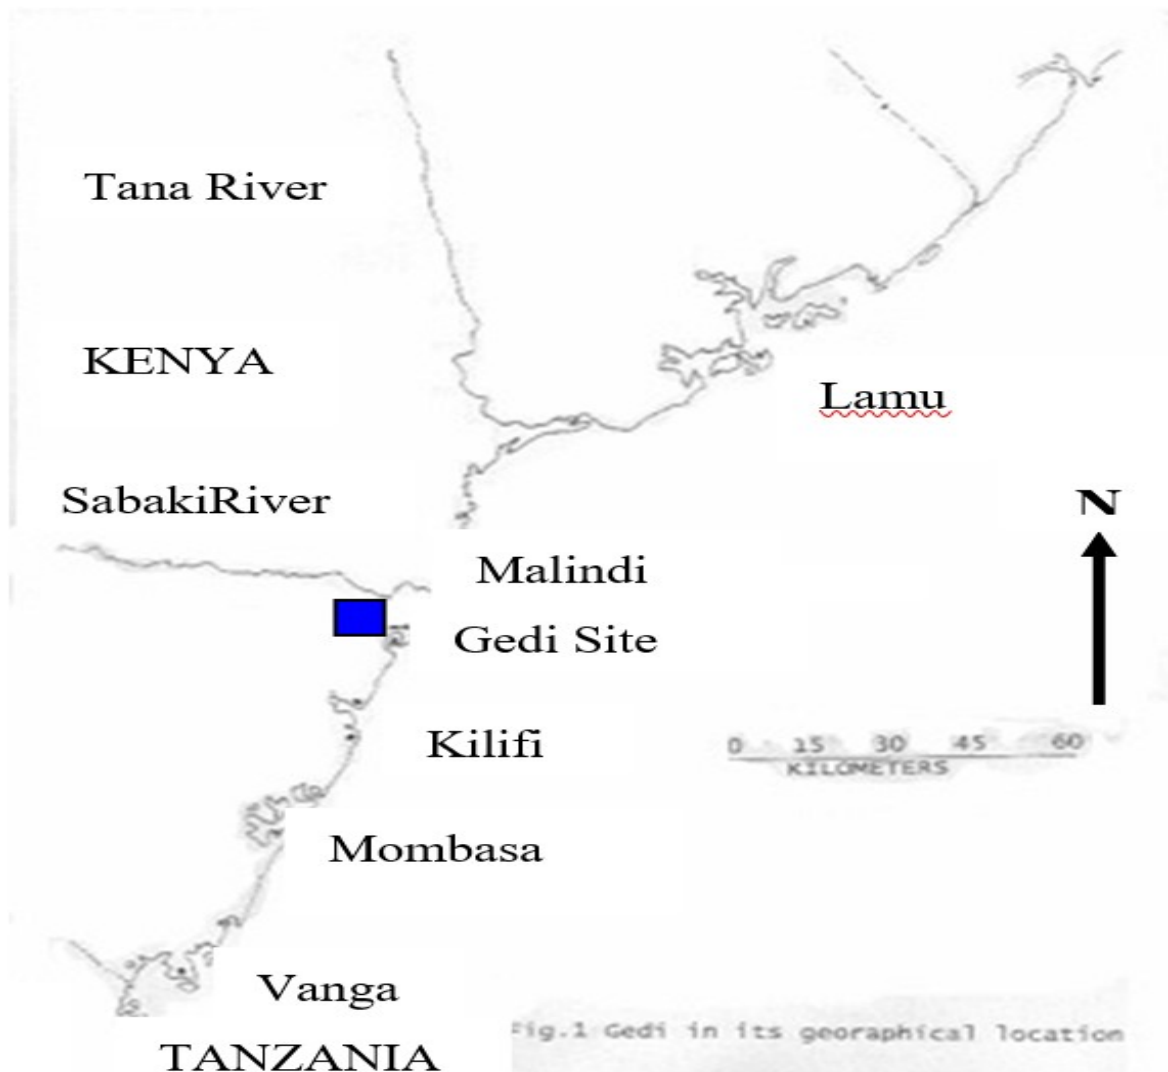 Tana River
KENYA
Lamu
SabakiRiver
N
Malindi
Gedi Site
Kilifi
0 15 30 45 60
KILOMETERS
Mombasa
Vanga
Fig.1 Gedi in its georaphical location
TANZANIA